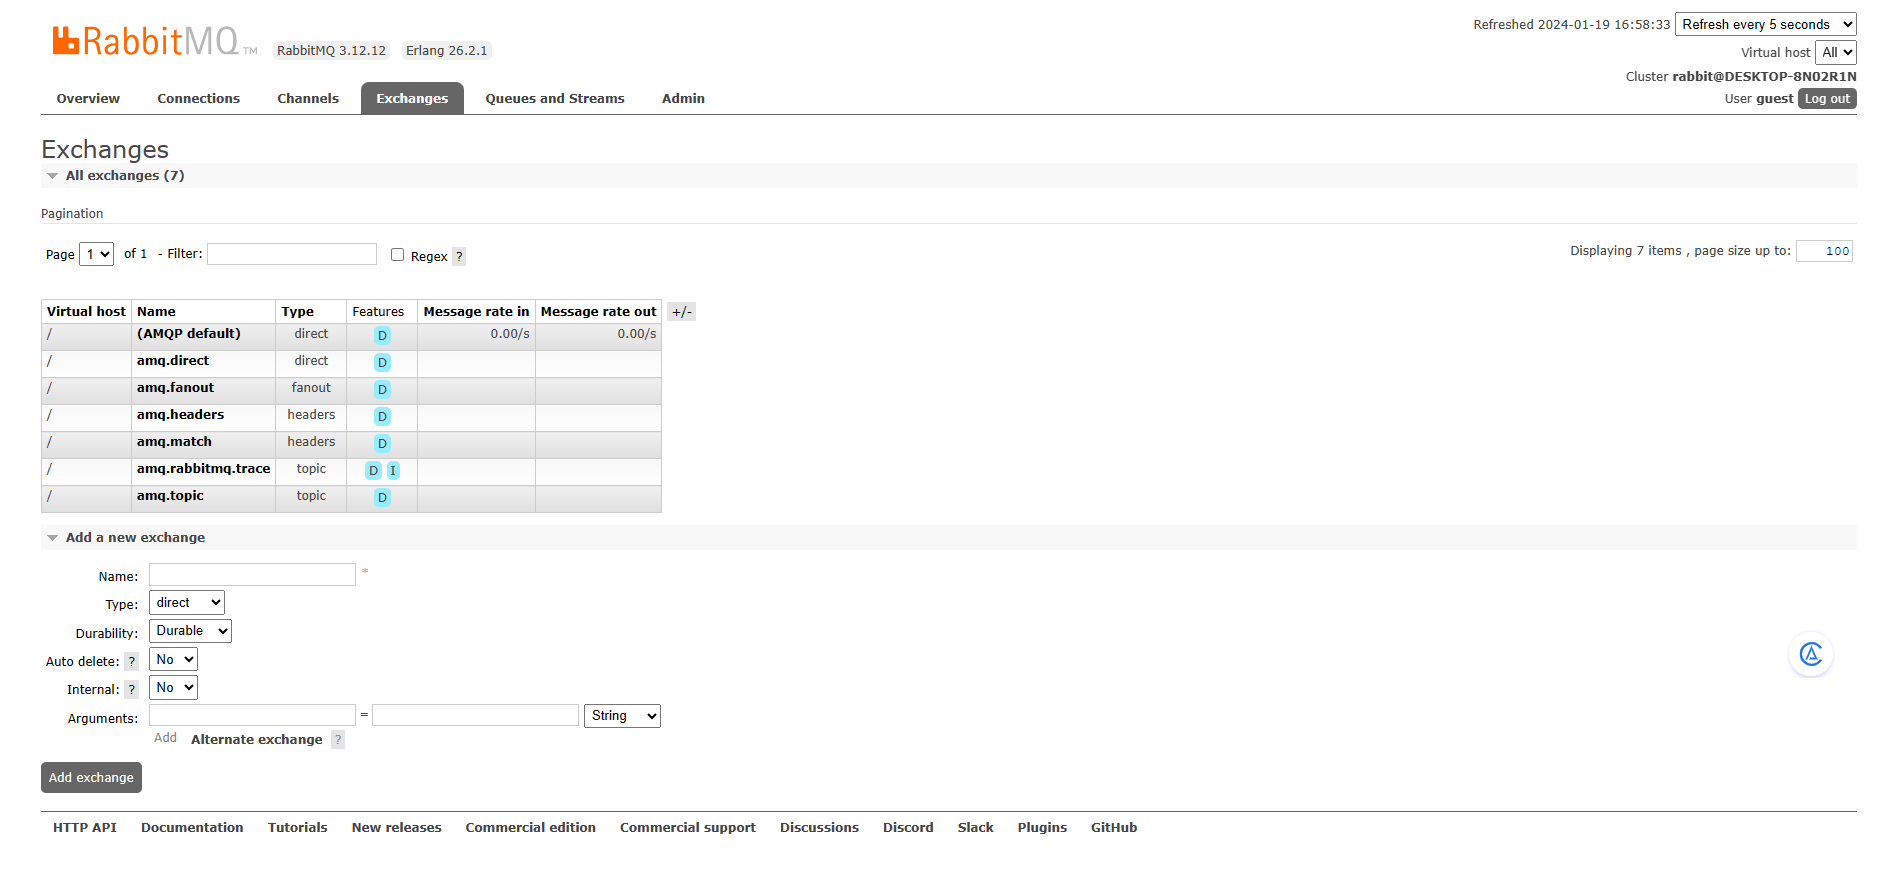 RabbitMQ TM RabbitMQ 3.12.12 Erlang 26.2.1
Refreshed 2024-01-19 16:58:33 Refresh every 5 seconds
Virtual host All
Cluster rabbit@DESKTOP-8N02R1N
User guest Log out
Overview Connections Channels Exchanges Queues and Streams Admin
Exchanges
All exchanges (7)
Pagination
Page 1 of 1 - Filter: Regex ? Displaying 7 items , page size up to: 100
Virtual host Name Type Features Message rate in Message rate out +/-
/ (AMQP default) direct D 0.00/s 0.00/s
/ amq.direct direct D
/ amq.fanout fanout D
/ amq.headers headers D
/ amq.match headers D
/ amq.rabbitmq.trace topic D I
/ amq.topic topic D
Add a new exchange
Name: *
Type: direct
Durability: Durable
Auto delete: ? No
Internal: ? No
Arguments: = String
Add Alternate exchange ?
Add exchange
HTTP API Documentation Tutorials New releases Commercial edition Commercial support Discussions Discord Slack Plugins GitHub